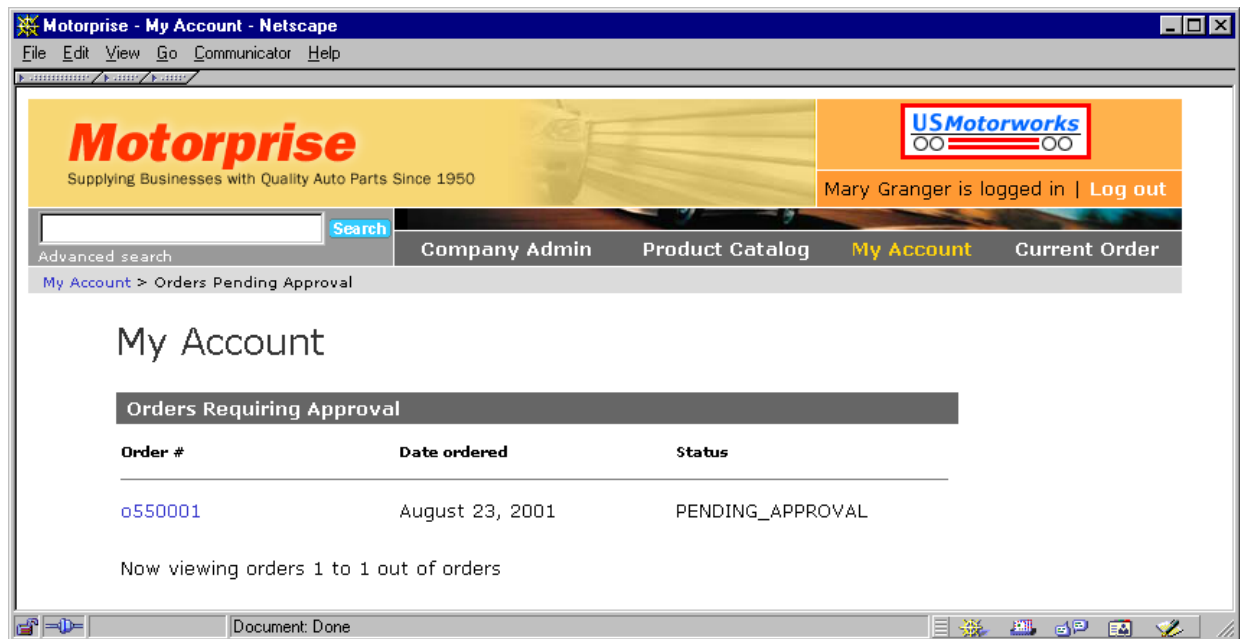 Motorprise - My Account - Netscape
File Edit View Go Communicator Help
Motorprise
Supplying Businesses with Quality Auto Parts Since 1950
USMotorworks
Mary Granger is logged in | Log out
Search
Advanced search
Company Admin Product Catalog My Account Current Order
My Account > Orders Pending Approval
My Account
Orders Requiring Approval
Order # Date ordered Status
o550001 August 23, 2001 PENDING_APPROVAL
Now viewing orders 1 to 1 out of orders
Document: Done